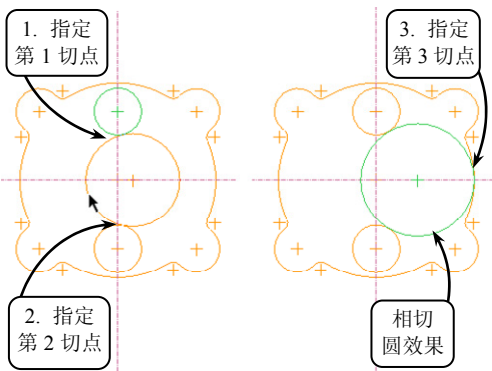 1. 指定
第 1 切点
3. 指定
第 3 切点
2. 指定
第 2 切点
相切
圆效果